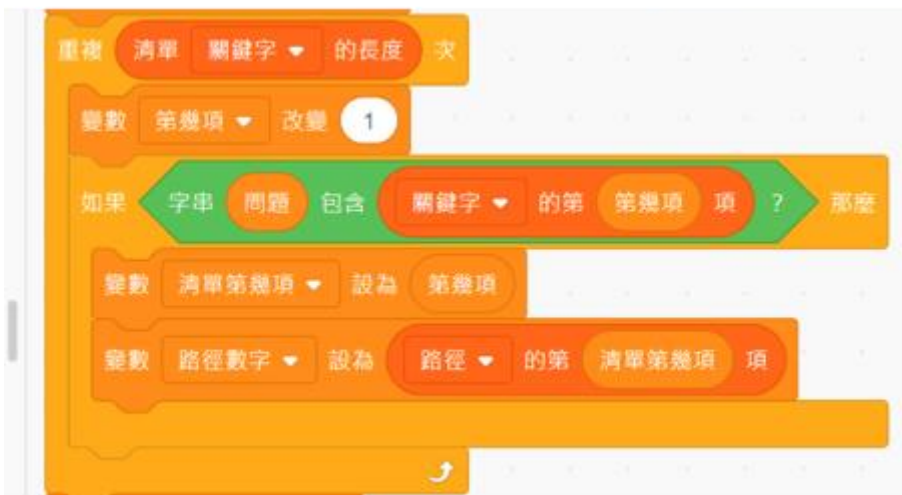 重複 清單 關鍵字 的長度 次
變數 第幾項 改變 1
如果 字串 問題 包含 關鍵字 的第 第幾項 項 ? 那麼
變數 清單第幾項 設為 第幾項
變數 路徑數字 設為 路徑 的第 清單第幾項 項